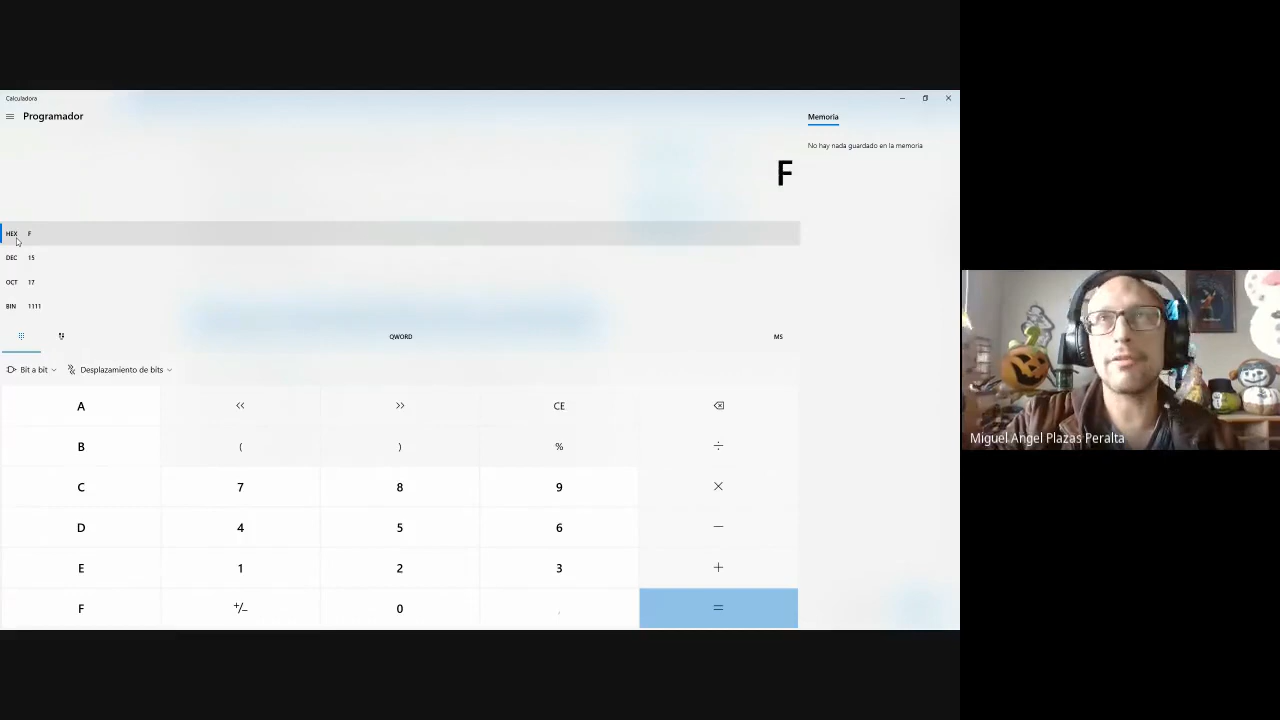 Calculadora
Programador
Memoria
No hay nada guardado en la memoria
F
HEX F
DEC 15
OCT 17
BIN 1111
QWORD MS
Bit a bit Desplazamiento de bits
A << >> CE
B ( ) % ÷
C 7 8 9 ×
D 4 5 6 −
E 1 2 3 +
F +/− 0 , =
Miguel Angel Plazas Peralta